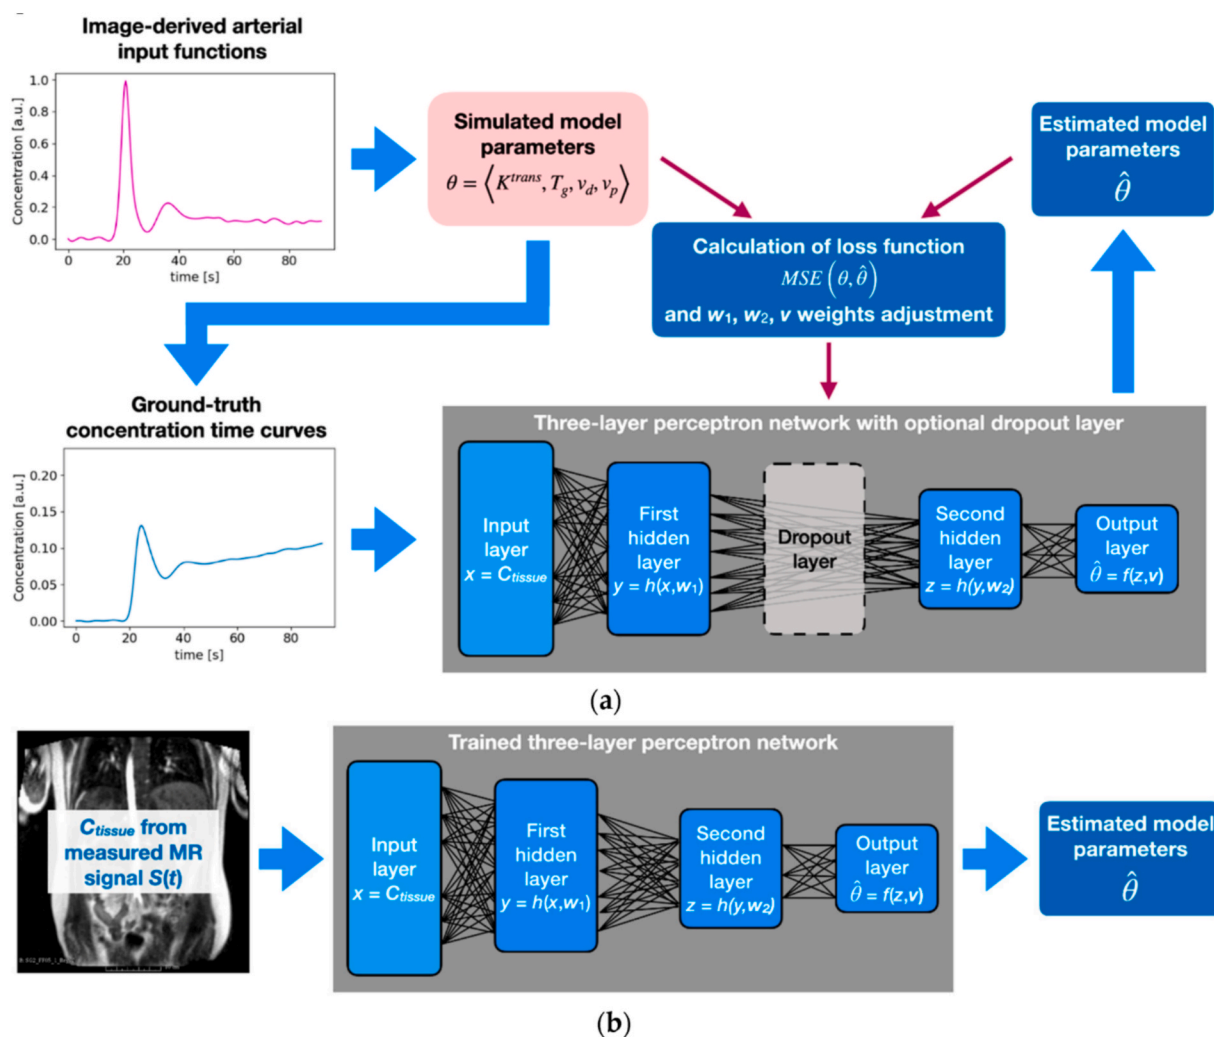 Image-derived arterial
input functions
Concentration [a.u.]
1.0
0.8
0.6
0.4
0.2
0.0
0 20 40 60 80
time [s]
Simulated model
parameters
θ = ⟨K^trans, T_g, v_d, v_p⟩
Estimated model
parameters
θ̂
Calculation of loss function
MSE(θ, θ̂)
and w₁, w₂, v weights adjustment
Ground-truth
concentration time curves
Concentration [a.u.]
0.20
0.15
0.10
0.05
0.00
0 20 40 60 80
time [s]
Three-layer perceptron network with optional dropout layer
Input
layer
x = C_tissue
First
hidden
layer
y = h(x,w₁)
Dropout
layer
Second
hidden
layer
z = h(y,w₂)
Output
layer
θ̂ = f(z,v)
(a)
C_tissue from
measured MR
signal S(t)
Trained three-layer perceptron network
Input
layer
x = C_tissue
First
hidden
layer
y = h(x,w₁)
Second
hidden
layer
z = h(y,w₂)
Output
layer
θ̂ = f(z,v)
Estimated model
parameters
θ̂
(b)